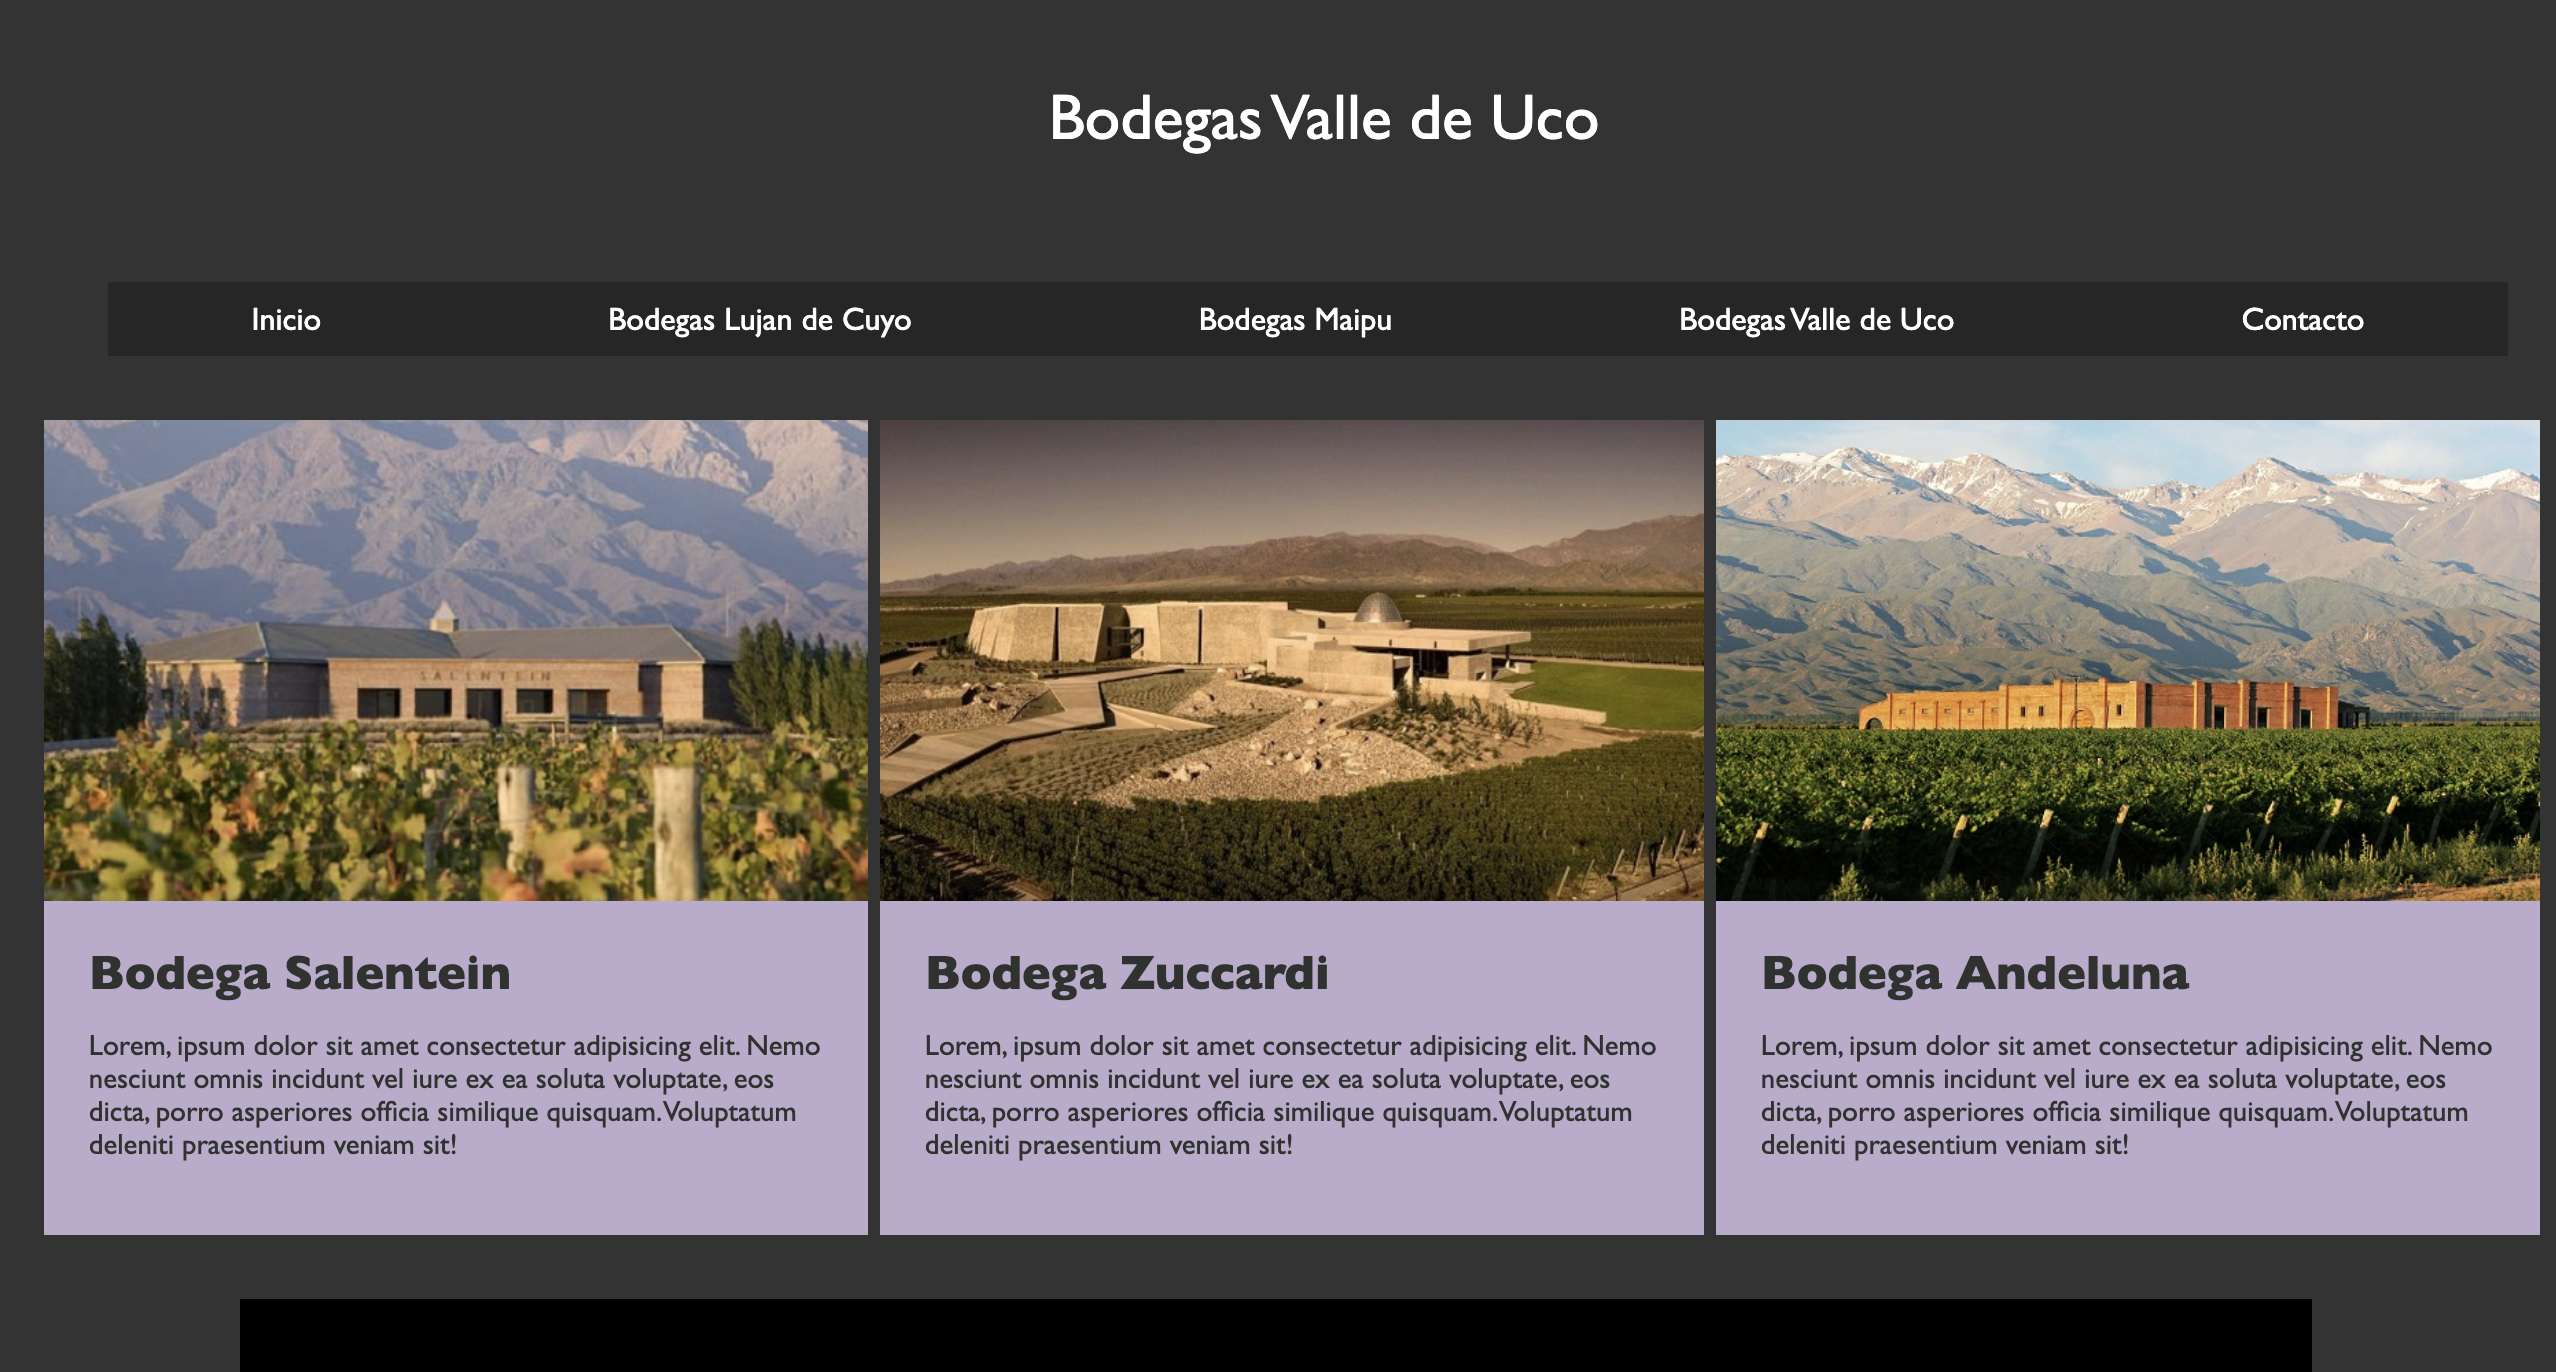 Bodegas Valle de Uco
Inicio
Bodegas Lujan de Cuyo
Bodegas Maipu
Bodegas Valle de Uco
Contacto
SALENTEIN
Bodega Salentein
Lorem, ipsum dolor sit amet consectetur adipisicing elit. Nemo
nesciunt omnis incidunt vel iure ex ea soluta voluptate, eos
dicta, porro asperiores officia similique quisquam. Voluptatum
deleniti praesentium veniam sit!
Bodega Zuccardi
Lorem, ipsum dolor sit amet consectetur adipisicing elit. Nemo
nesciunt omnis incidunt vel iure ex ea soluta voluptate, eos
dicta, porro asperiores officia similique quisquam. Voluptatum
deleniti praesentium veniam sit!
Bodega Andeluna
Lorem, ipsum dolor sit amet consectetur adipisicing elit. Nemo
nesciunt omnis incidunt vel iure ex ea soluta voluptate, eos
dicta, porro asperiores officia similique quisquam. Voluptatum
deleniti praesentium veniam sit!